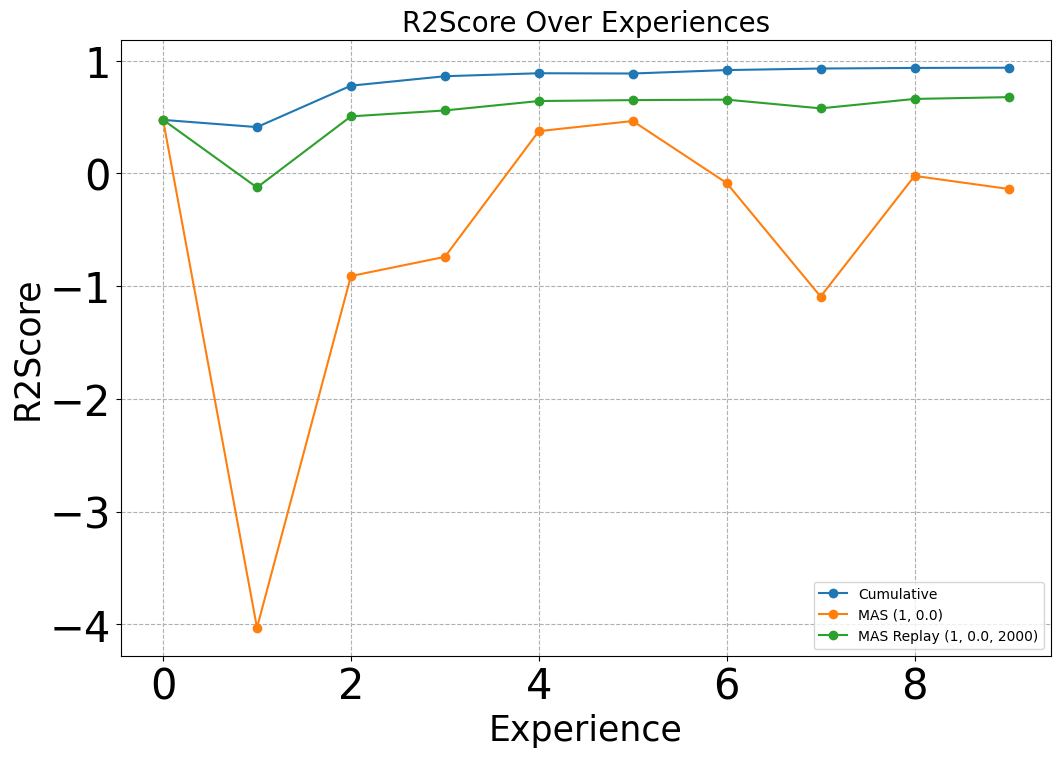 R2Score Over Experiences
1
0
−1
−2
−3
−4
R2Score
0 2 4 6 8
Experience
Cumulative
MAS (1, 0.0)
MAS Replay (1, 0.0, 2000)